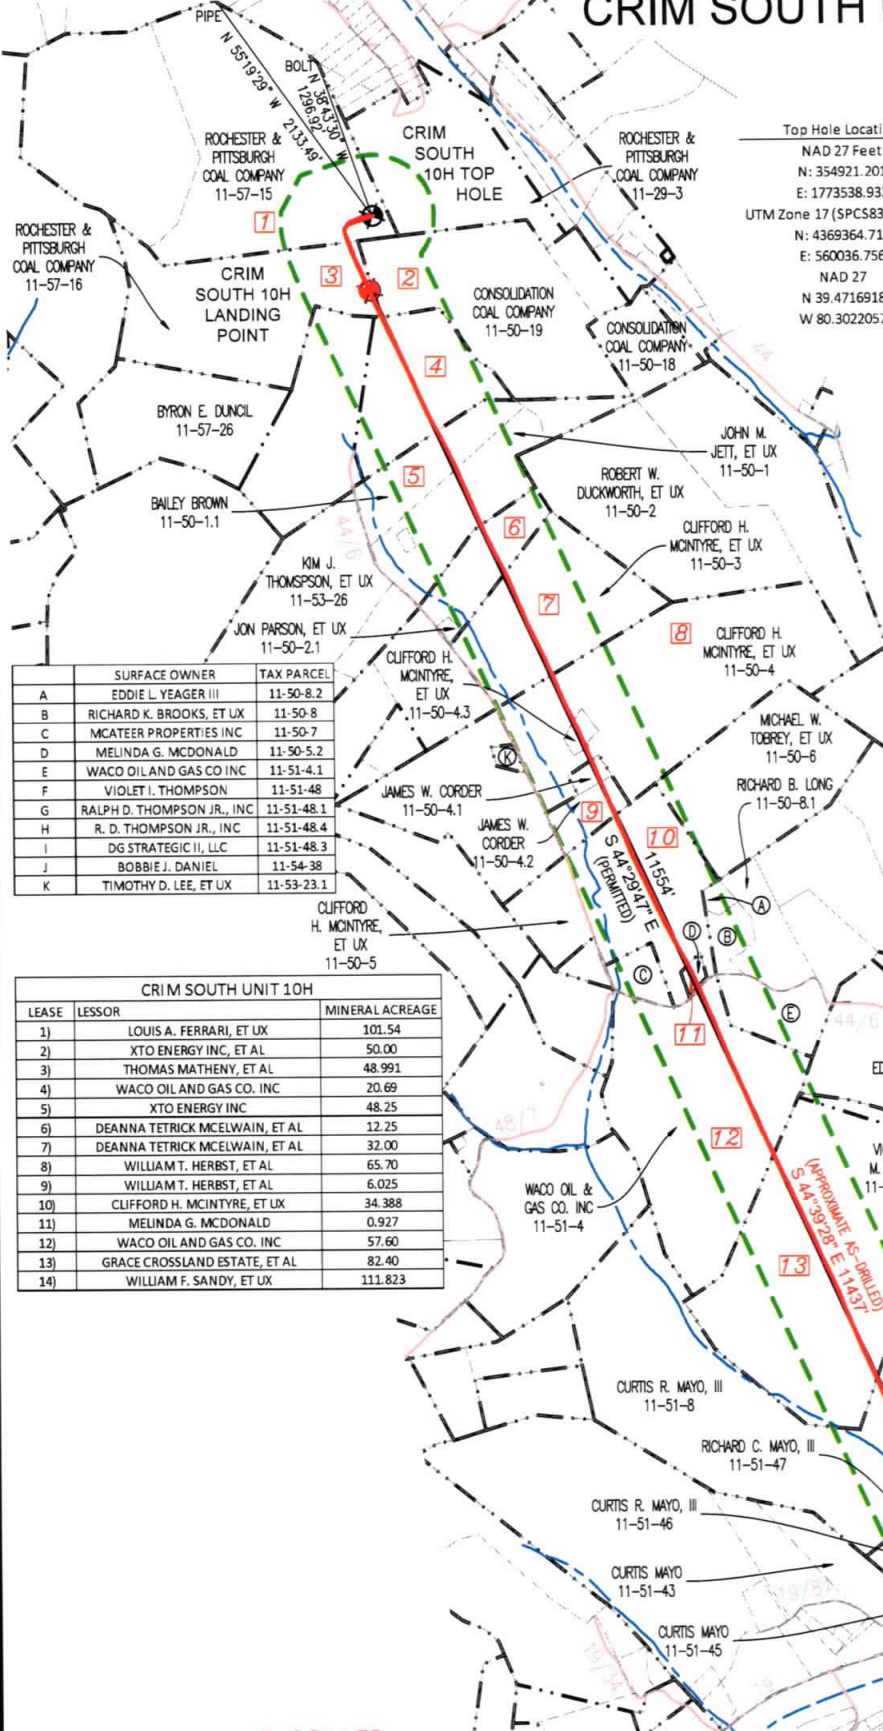 CRIM SOUTH
PIPE
N 55°19'29" W 2133.49'
BOLT
N 38°43'30" W
1296.92'
ROCHESTER &
PITTSBURGH
COAL COMPANY
11-57-15
CRIM
SOUTH
10H TOP
HOLE
ROCHESTER &
PITTSBURGH
COAL COMPANY
11-29-3
Top Hole Locati
NAD 27 Feet
N: 354921.201
E: 1773538.93
UTM Zone 17 (SPCS83
N: 4369364.71
E: 560036.756
NAD 27
N 39.4716918
W 80.3022057
1
ROCHESTER &
PITTSBURGH
COAL COMPANY
11-57-16
CRIM
SOUTH 10H
LANDING
POINT
3
2
CONSOLIDATION
COAL COMPANY
11-50-19
CONSOLIDATION
COAL COMPANY
11-50-18
44
4
BYRON E. DUNCIL
11-57-26
JOHN M.
JETT, ET UX
11-50-1
5
ROBERT W.
DUCKWORTH, ET UX
11-50-2
BAILEY BROWN
11-50-1.1
44/6
6
CLIFFORD H.
MCINTYRE, ET UX
11-50-3
KIM J.
THOMSPSON, ET UX
11-53-26
7
JON PARSON, ET UX
11-50-2.1
8
CLIFFORD H.
MCINTYRE, ET UX
11-50-4
CLIFFORD H.
MCINTYRE,
ET UX
11-50-4.3
SURFACE OWNER TAX PARCEL
A EDDIE L. YEAGER III 11-50-8.2
B RICHARD K. BROOKS, ET UX 11-50-8
C MCATEER PROPERTIES INC 11-50-7
D MELINDA G. MCDONALD 11-50-5.2
E WACO OIL AND GAS CO INC 11-51-4.1
F VIOLET I. THOMPSON 11-51-48
G RALPH D. THOMPSON JR., INC 11-51-48.1
H R. D. THOMPSON JR., INC 11-51-48.4
I DG STRATEGIC II, LLC 11-51-48.3
J BOBBIE J. DANIEL 11-54-38
K TIMOTHY D. LEE, ET UX 11-53-23.1
MICHAEL W.
TOBREY, ET UX
11-50-6
K
RICHARD B. LONG
11-50-8.1
JAMES W. CORDER
11-50-4.1
9
JAMES W.
CORDER
11-50-4.2
10
11554'
S 44°29'47" E
(PERMITTED)
A
D
B
CLIFFORD
H. MCINTYRE,
ET UX
11-50-5
C
E
44/6
11
CRIM SOUTH UNIT 10H
LEASE LESSOR MINERAL ACREAGE
1) LOUIS A. FERRARI, ET UX 101.54
2) XTO ENERGY INC, ET AL 50.00
3) THOMAS MATHENY, ET AL 48.991
4) WACO OIL AND GAS CO. INC 20.69
5) XTO ENERGY INC 48.25
6) DEANNA TETRICK MCELWAIN, ET AL 12.25
7) DEANNA TETRICK MCELWAIN, ET AL 32.00
8) WILLIAM T. HERBST, ET AL 65.70
9) WILLIAM T. HERBST, ET AL 6.025
10) CLIFFORD H. MCINTYRE, ET UX 34.388
11) MELINDA G. MCDONALD 0.927
12) WACO OIL AND GAS CO. INC 57.60
13) GRACE CROSSLAND ESTATE, ET AL 82.40
14) WILLIAM F. SANDY, ET UX 111.823
ED
48/7
12
VI
M.
11-
WACO OIL &
GAS CO. INC
11-51-4
(APPROXIMATE AS-DRILLED)
S 44°39'28" E 11437'
13
CURTIS R. MAYO, III
11-51-8
RICHARD C. MAYO, III
11-51-47
CURTIS R. MAYO, III
11-51-46
CURTIS MAYO
11-51-43
19/81
CURTIS MAYO
11-51-45
19/34
19